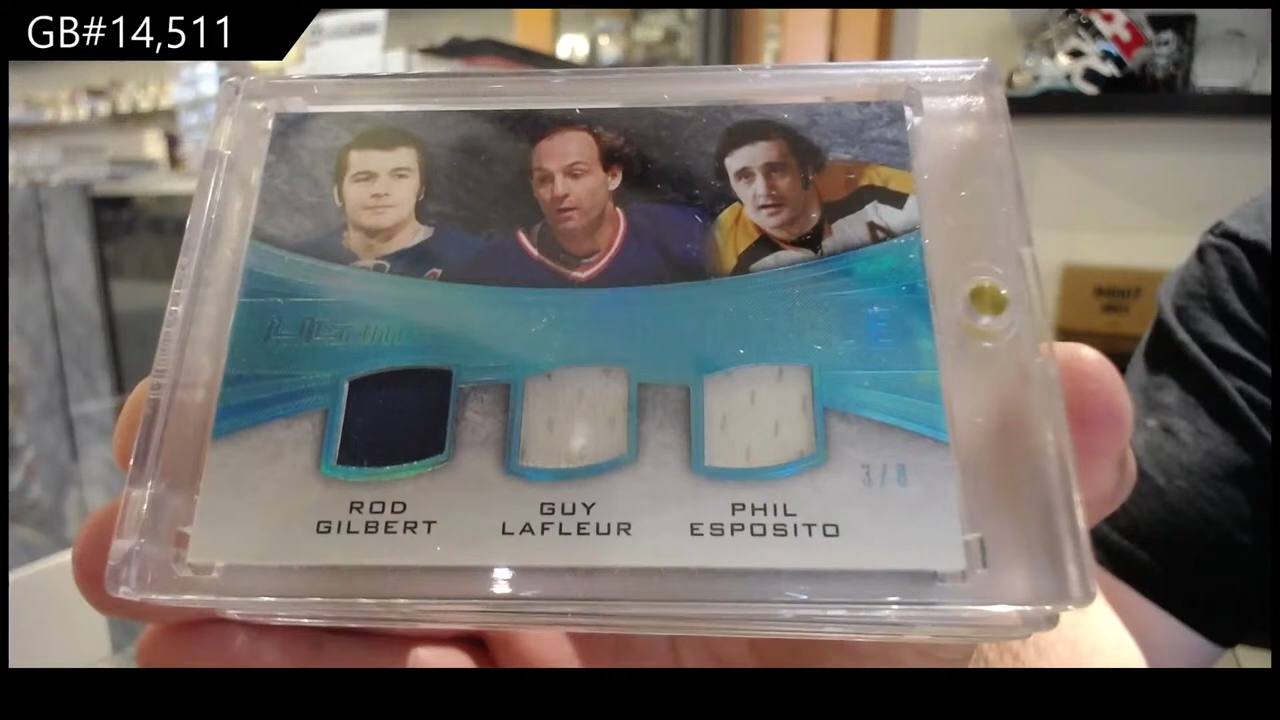 GB#14,511
A
ROD
GILBERT
GUY
LAFLEUR
PHIL
ESPOSITO
3/8